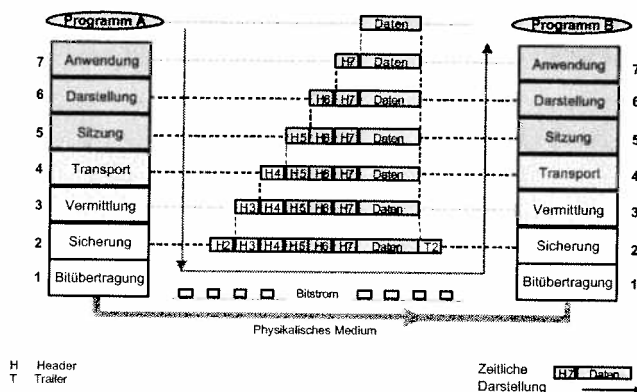 Programm A
Daten
Programm B
7 Anwendung H7 Daten Anwendung 7
6 Darstellung H6 H7 Daten Darstellung 6
5 Sitzung H5 H6 H7 Daten Sitzung 5
4 Transport H4 H5 H6 H7 Daten Transport 4
3 Vermittlung H3 H4 H5 H6 H7 Daten Vermittlung 3
2 Sicherung H2 H3 H4 H5 H6 H7 Daten T2 Sicherung 2
1 Bitübertragung Bitübertragung 1
Bitstrom
Physikalisches Medium
H Header
T Trailer
Zeitliche H7 Daten
Darstellung